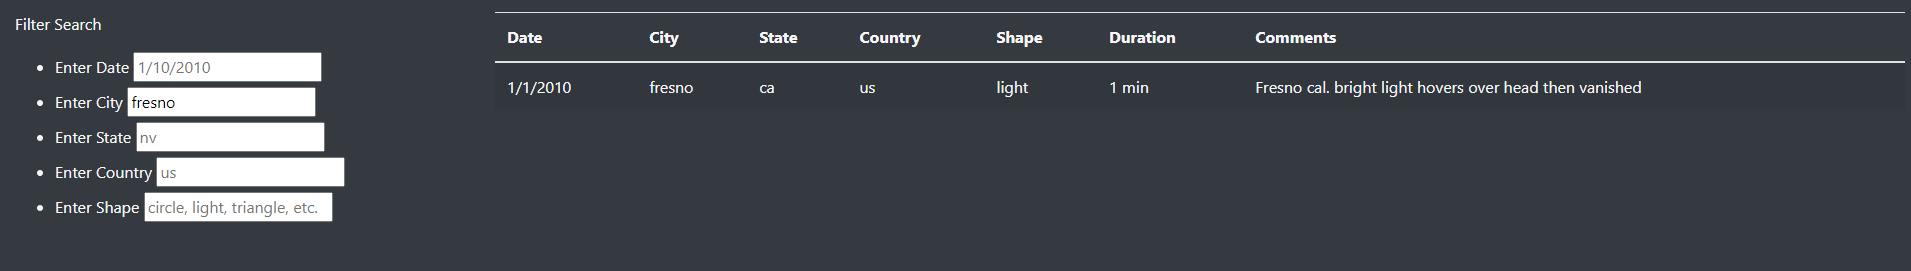 Filter Search
Enter Date 1/10/2010
Enter City fresno
Enter State nv
Enter Country us
Enter Shape circle, light, triangle, etc.
Date City State Country Shape Duration Comments
1/1/2010 fresno ca us light 1 min Fresno cal. bright light hovers over head then vanished